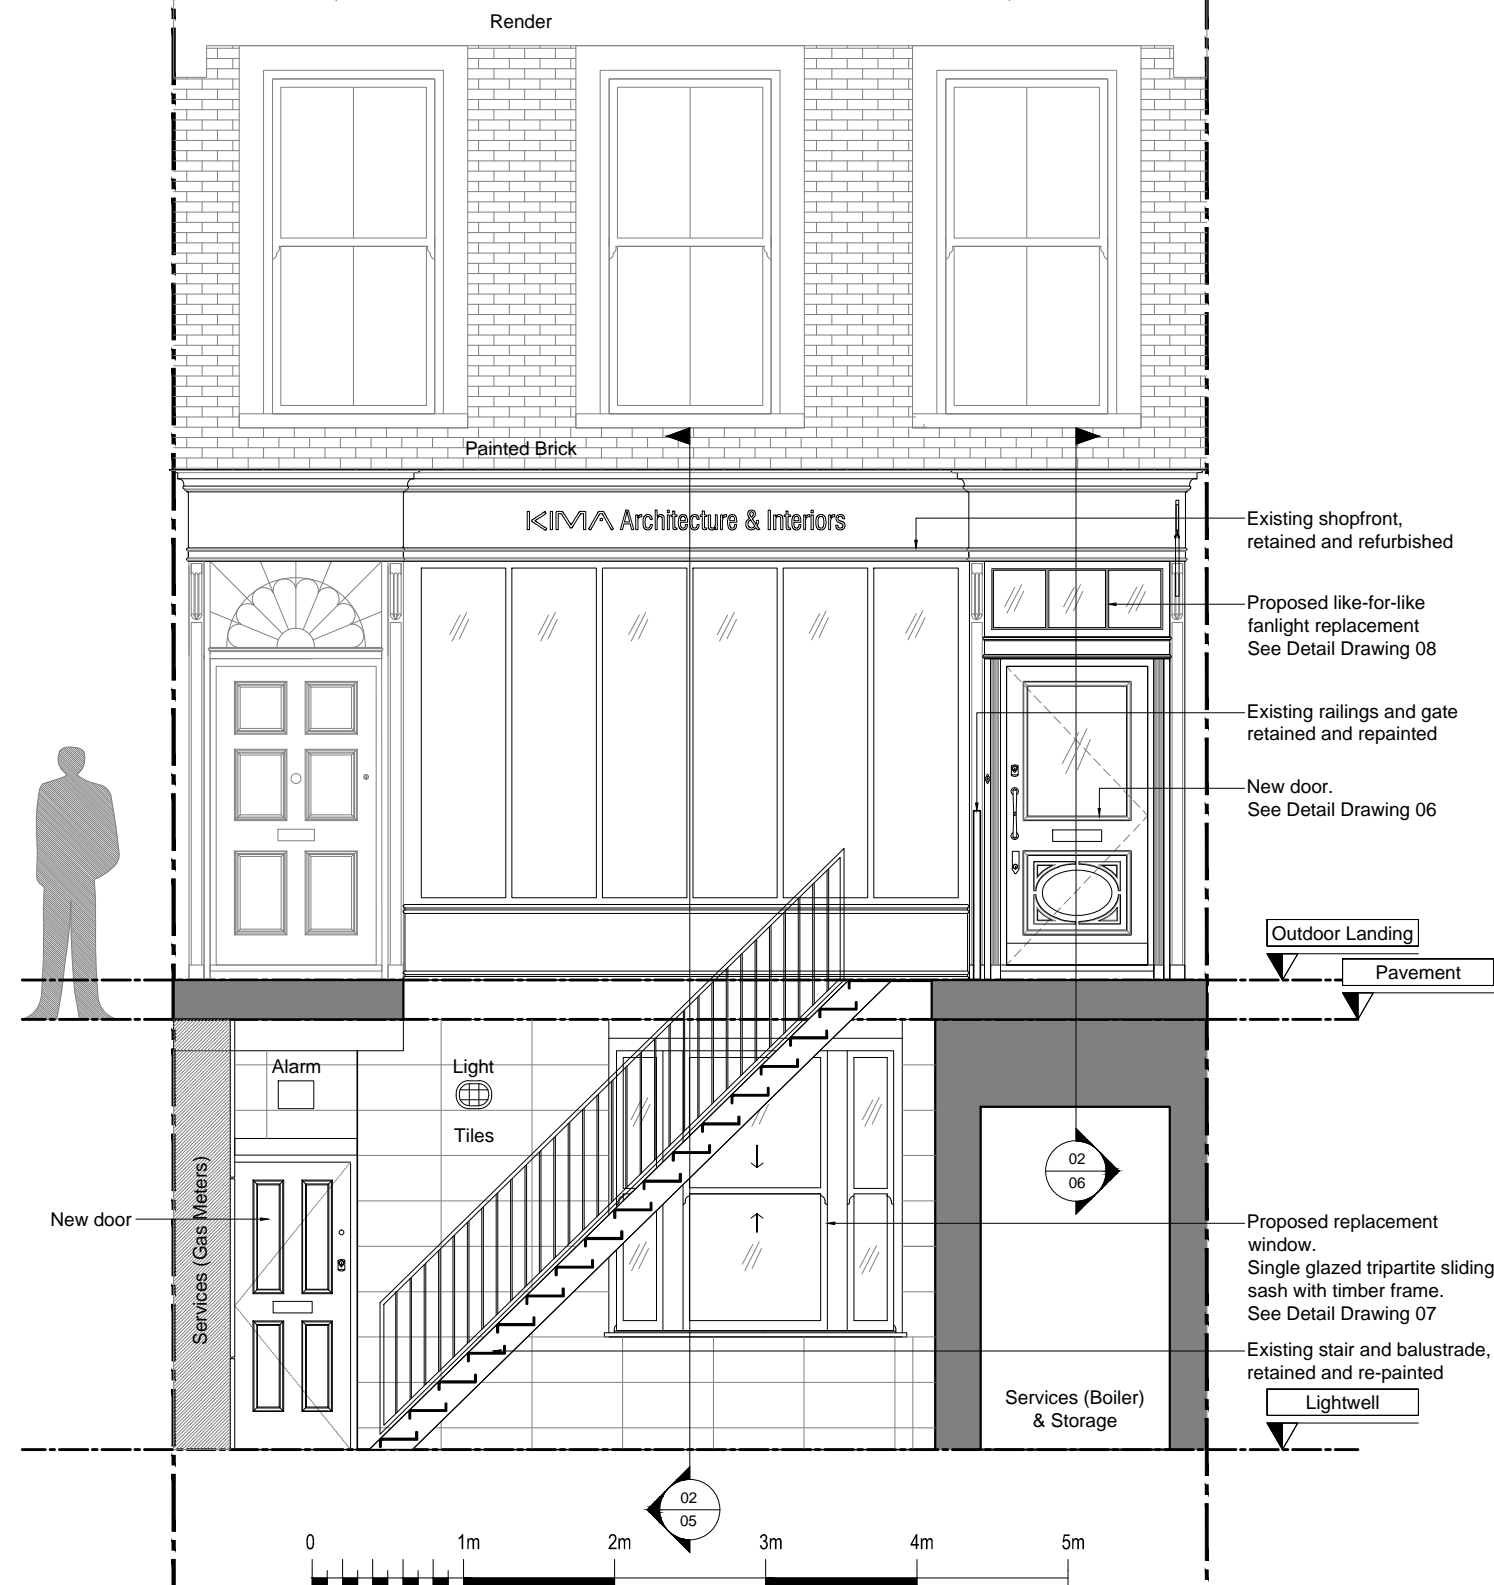 Render
Painted Brick
KIMA Architecture & Interiors
Existing shopfront,
retained and refurbished
Proposed like-for-like
fanlight replacement
See Detail Drawing 08
Existing railings and gate
retained and repainted
New door.
See Detail Drawing 06
Outdoor Landing
Pavement
Alarm
Light
Tiles
Services (Gas Meters)
New door
02
06
Proposed replacement
window.
Single glazed tripartite sliding
sash with timber frame.
See Detail Drawing 07
Existing stair and balustrade,
retained and re-painted
Services (Boiler)
& Storage
Lightwell
02
05
0 1m 2m 3m 4m 5m